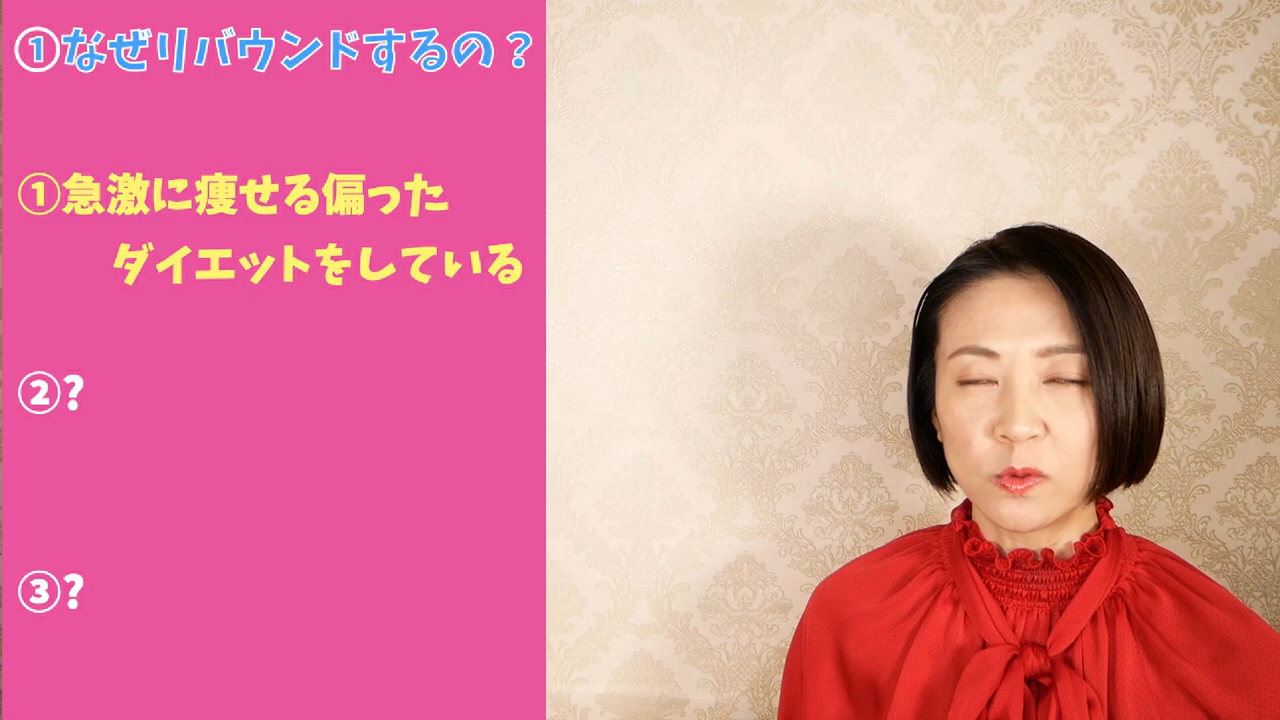 ①なぜリバウンドするの？
①急激に痩せる偏った
ダイエットをしている
②?
③?